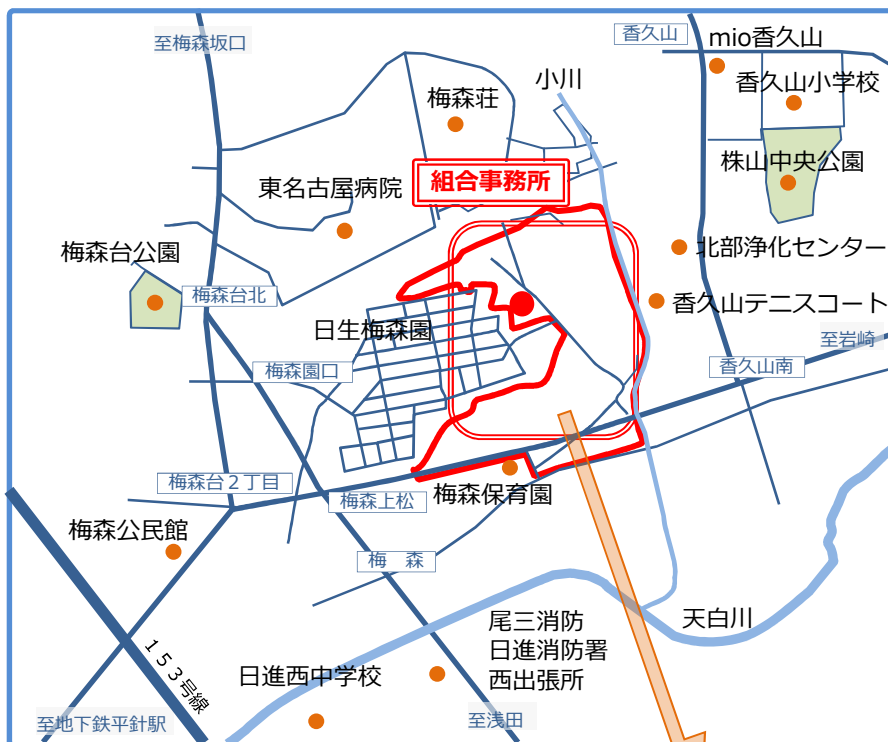 至梅森坂口
香久山
mio香久山
小川
梅森荘
香久山小学校
組合事務所
株山中央公園
東名古屋病院
梅森台公園
北部浄化センター
梅森台北
香久山テニスコート
日生梅森園
至岩崎
梅森園口
香久山南
梅森台２丁目
梅森上松
梅森保育園
梅森公民館
梅　森
天白川
尾三消防
日進消防署
西出張所
１５３号線
日進西中学校
至地下鉄平針駅
至浅田